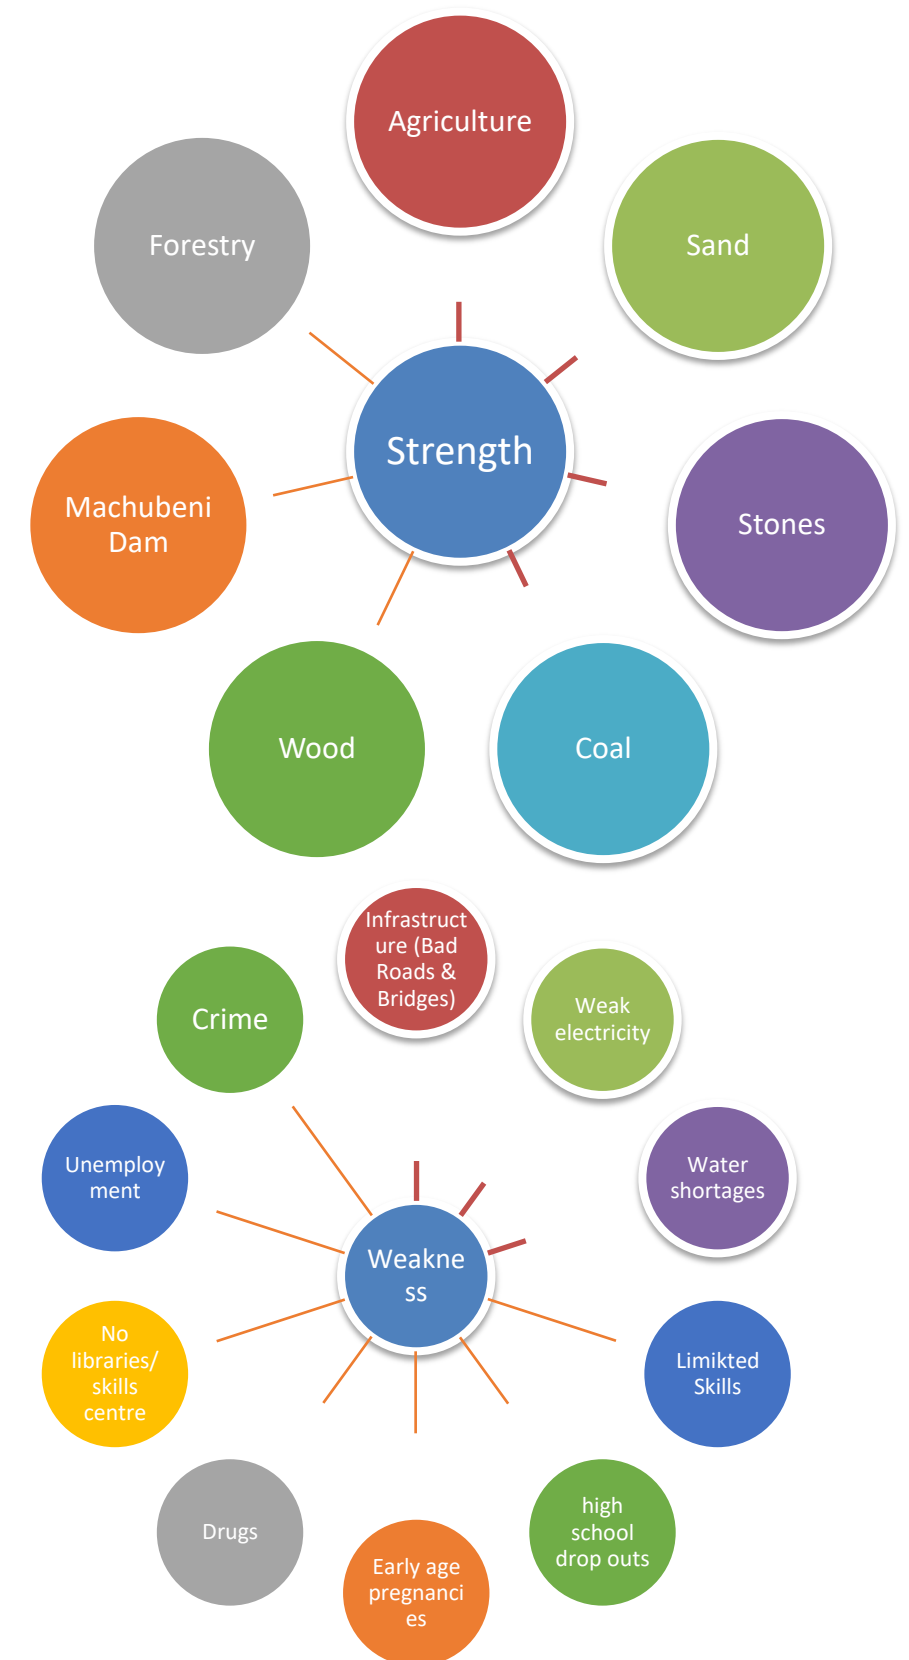 Agriculture
Forestry
Sand
Strength
Machubeni
Dam
Stones
Wood
Coal
Infrastruct
ure (Bad
Roads &
Bridges)
Crime
Weak
electricity
Unemploy
ment
Water
shortages
Weakne
ss
No
libraries/
skills
centre
Limikted
Skills
Drugs
high
school
drop outs
Early age
pregnanci
es